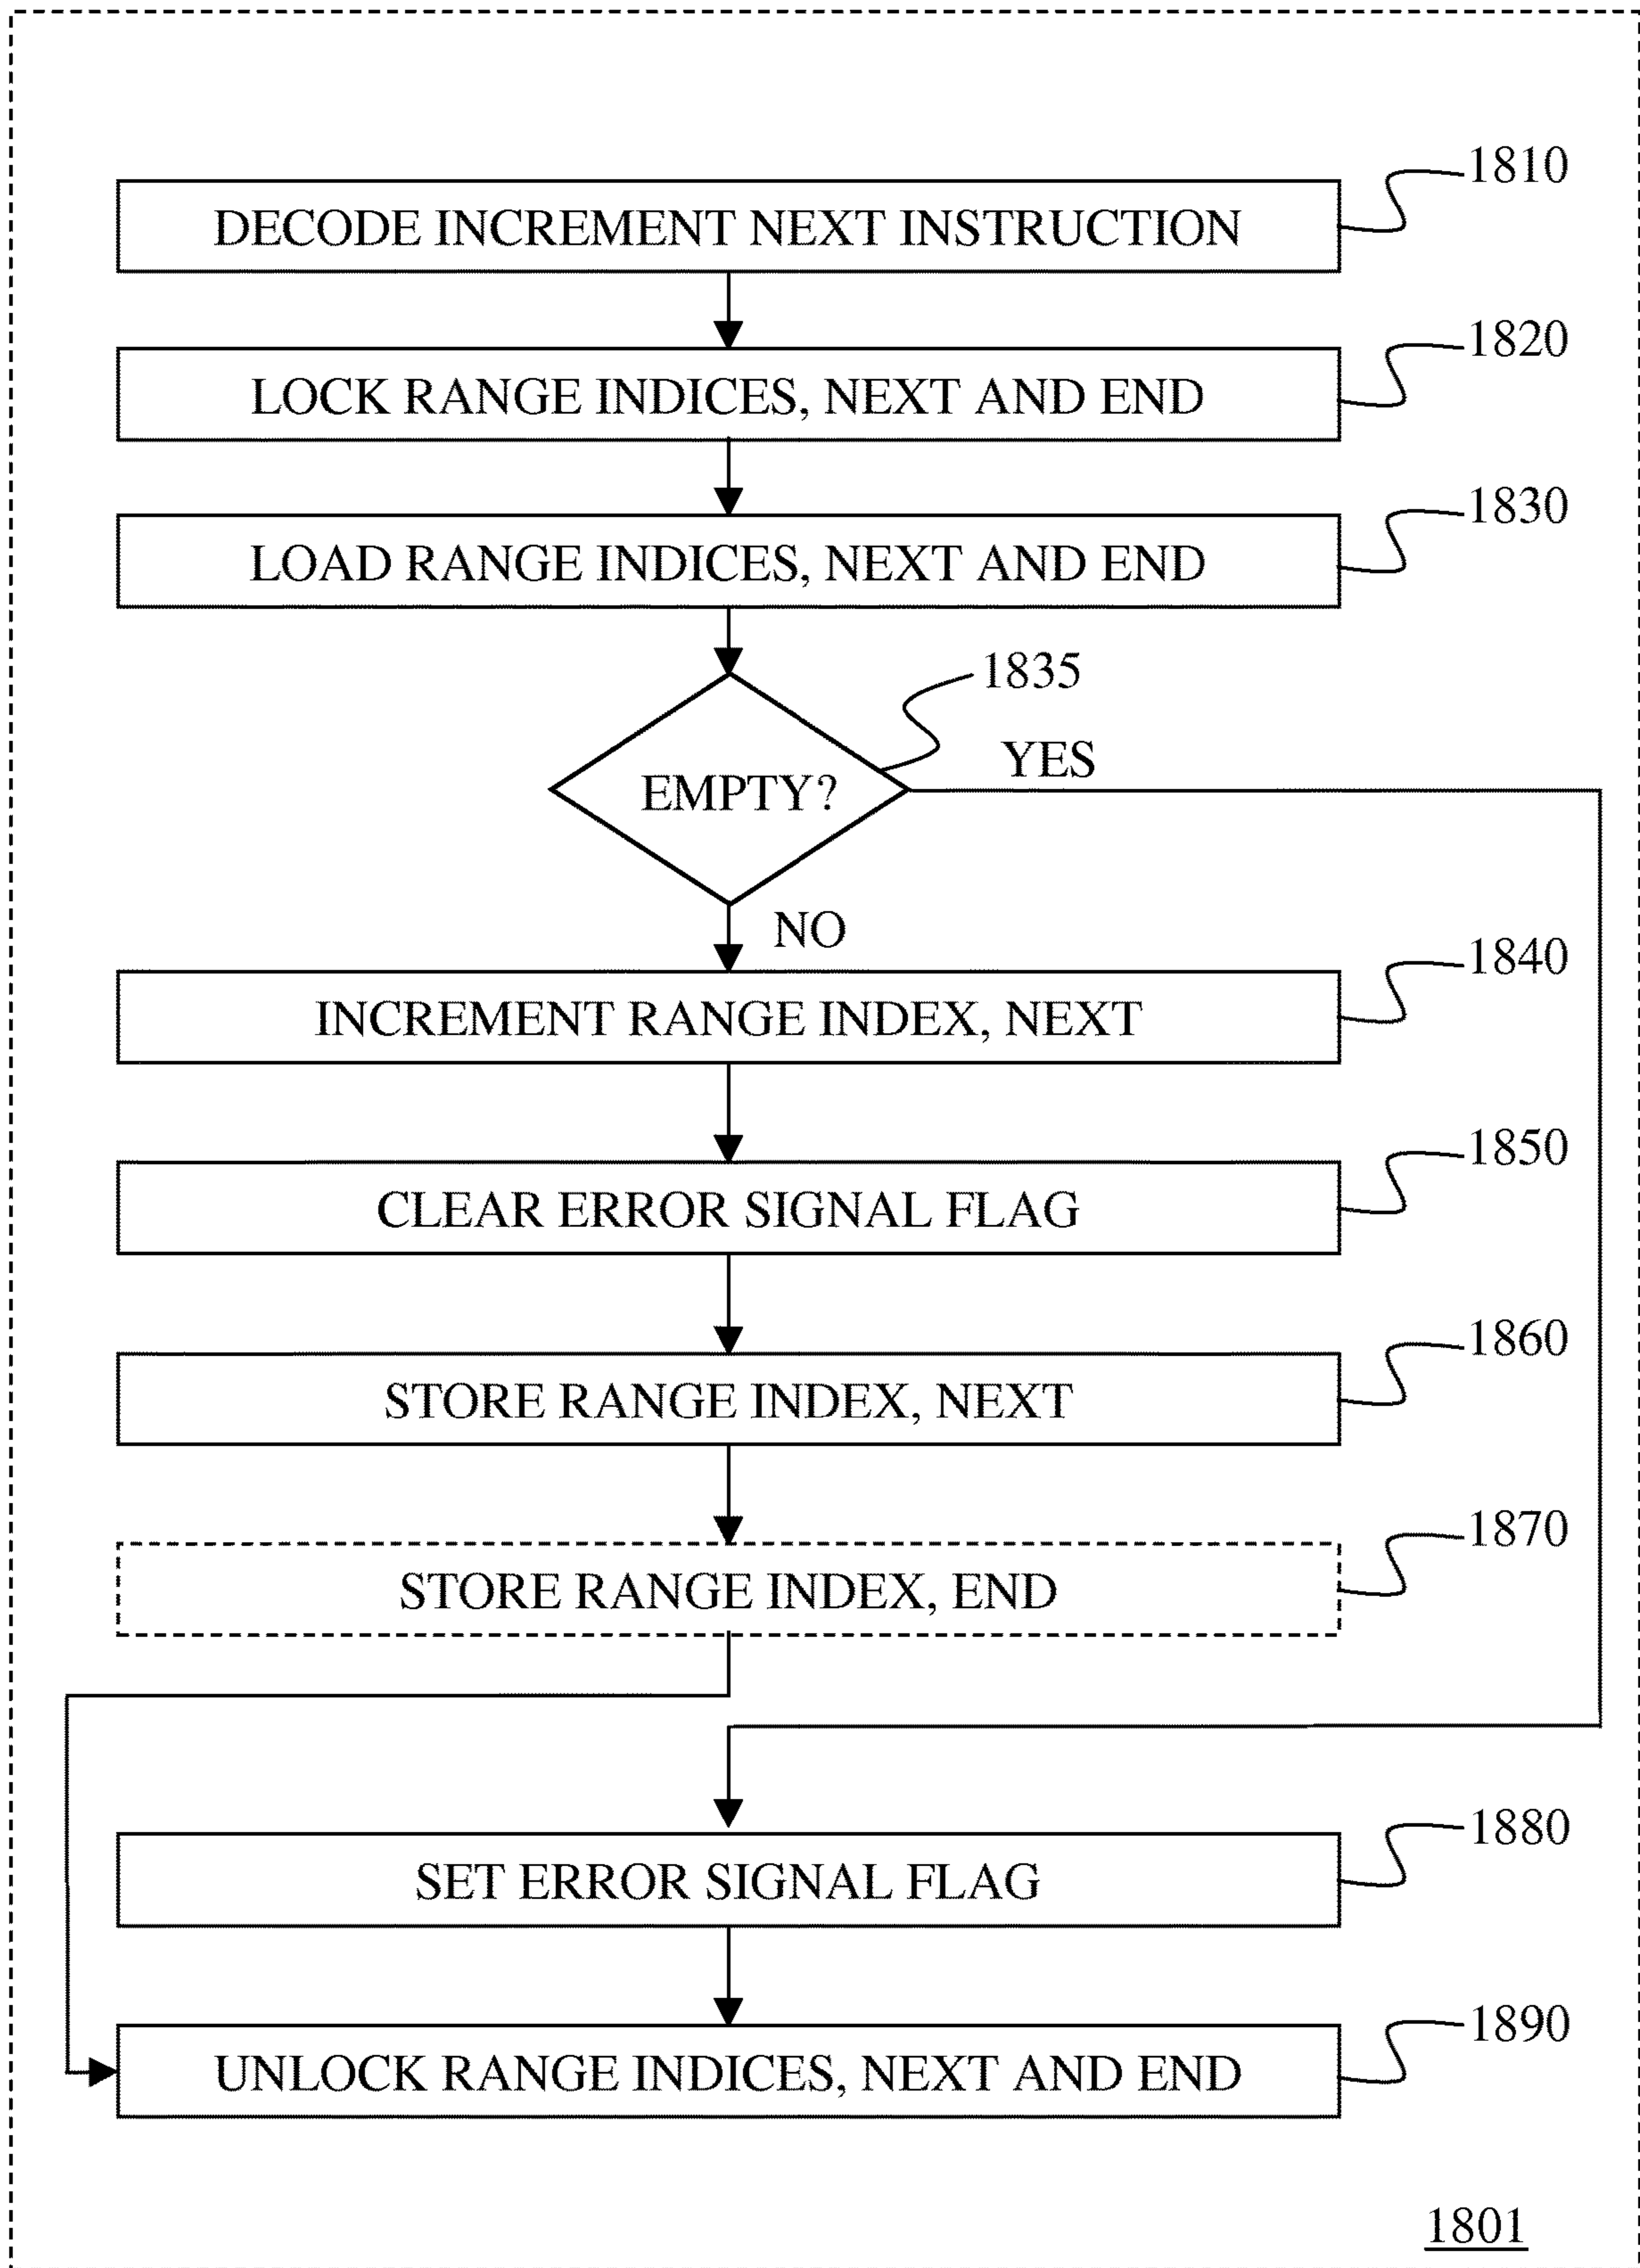 1810
DECODE INCREMENT NEXT INSTRUCTION
1820
LOCK RANGE INDICES, NEXT AND END
1830
LOAD RANGE INDICES, NEXT AND END
1835
EMPTY?
YES
NO
1840
INCREMENT RANGE INDEX, NEXT
1850
CLEAR ERROR SIGNAL FLAG
1860
STORE RANGE INDEX, NEXT
1870
STORE RANGE INDEX, END
1880
SET ERROR SIGNAL FLAG
1890
UNLOCK RANGE INDICES, NEXT AND END
1801